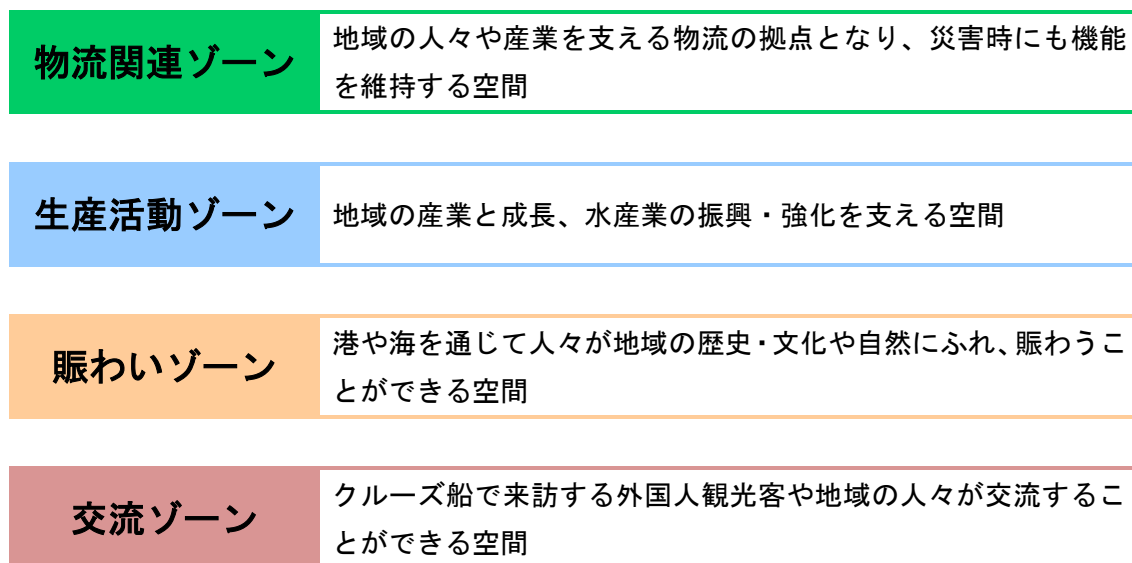 物流関連ゾーン
地域の人々や産業を支える物流の拠点となり、災害時にも機能
を維持する空間
生産活動ゾーン
地域の産業と成長、水産業の振興・強化を支える空間
賑わいゾーン
港や海を通じて人々が地域の歴史・文化や自然にふれ、賑わうこ
とができる空間
交流ゾーン
クルーズ船で来訪する外国人観光客や地域の人々が交流するこ
とができる空間